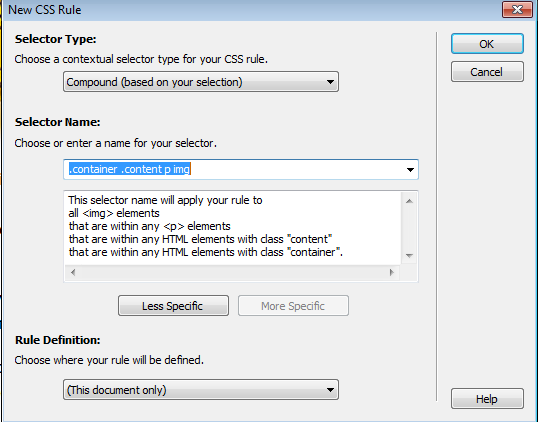 New CSS Rule
Selector Type:
OK
Choose a contextual selector type for your CSS rule.
Cancel
Compound (based on your selection)
Selector Name:
Choose or enter a name for your selector.
.container .content p img
This selector name will apply your rule to
all <img> elements
that are within any <p> elements
that are within any HTML elements with class "content"
that are within any HTML elements with class "container".
Less Specific
More Specific
Rule Definition:
Choose where your rule will be defined.
(This document only)
Help